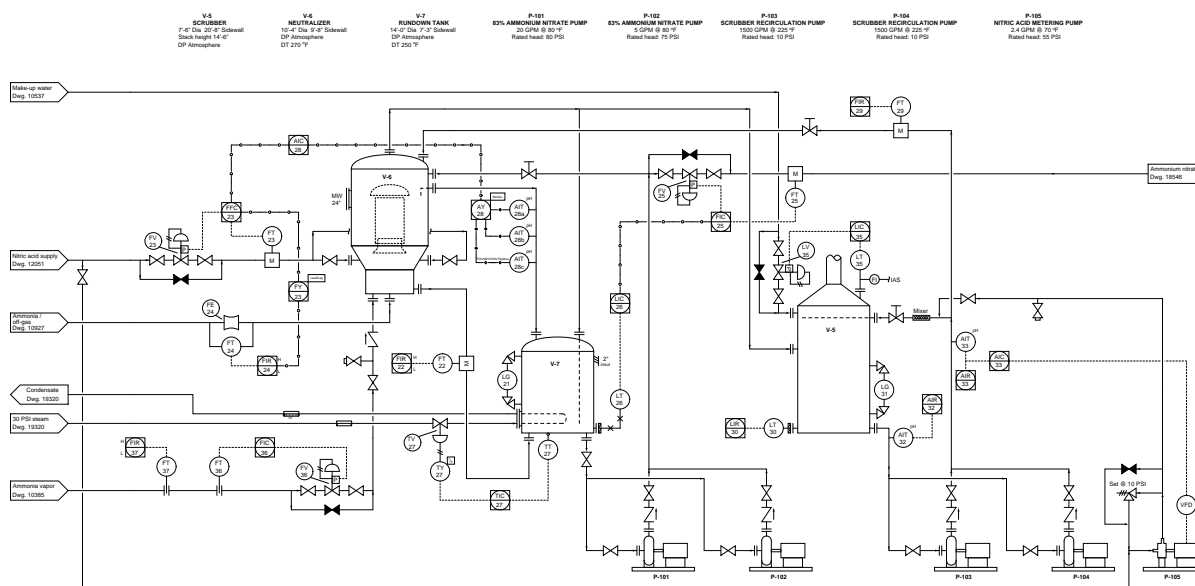 V-5
SCRUBBER
7'-6" Dia 20'-8" Sidewall
Stack height 14'-6"
DP Atmosphere
V-6
NEUTRALIZER
10'-4" Dia 9'-8" Sidewall
DP Atmosphere
DT 270 °F
V-7
RUNDOWN TANK
14'-0" Dia 7'-3" Sidewall
DP Atmosphere
DT 250 °F
P-101
83% AMMONIUM NITRATE PUMP
20 GPM @ 80 °F
Rated head: 80 PSI
P-102
83% AMMONIUM NITRATE PUMP
5 GPM @ 80 °F
Rated head: 75 PSI
P-103
SCRUBBER RECIRCULATION PUMP
1500 GPM @ 225 °F
Rated head: 10 PSI
P-104
SCRUBBER RECIRCULATION PUMP
1500 GPM @ 225 °F
Rated head: 10 PSI
P-105
NITRIC ACID METERING PUMP
2.4 GPM @ 70 °F
Rated head: 55 PSI
Make-up water
Dwg. 10537
FIR
29
FT
29
M
AIC
28
V-6
MW
24"
AY
28
pH
AIT
28a
pH
AIT
28b
pH
AIT
28c
FV
25
P
M
FT
25
FIC
25
Ammonium nitrate
Dwg. 18546
FFC
23
FV
23
P
FT
23
M
FY
23
Nitric acid supply
Dwg. 12051
LIC
35
LV
35
LT
35
FI
IAS
LIC
26
Ammonia /
off-gas
Dwg. 10927
FE
24
FT
24
FIR
24
H
L
FIR
22
H
L
FT
22
M
V-7
2"
LG
21
LT
26
V-5
Mixer
pH
AIT
33
AIC
33
AIR
33
LG
31
AIR
32
pH
AIT
32
LIR
30
LT
30
Condensate
Dwg. 19320
30 PSI steam
Dwg. 19320
H
L
FIR
37
FT
37
FT
36
FIC
36
FV
36
P
TV
27
TY
27
TT
27
TIC
27
Ammonia vapor
Dwg. 10385
Set @ 10 PSI
VFD
P-101
P-102
P-103
P-104
P-105